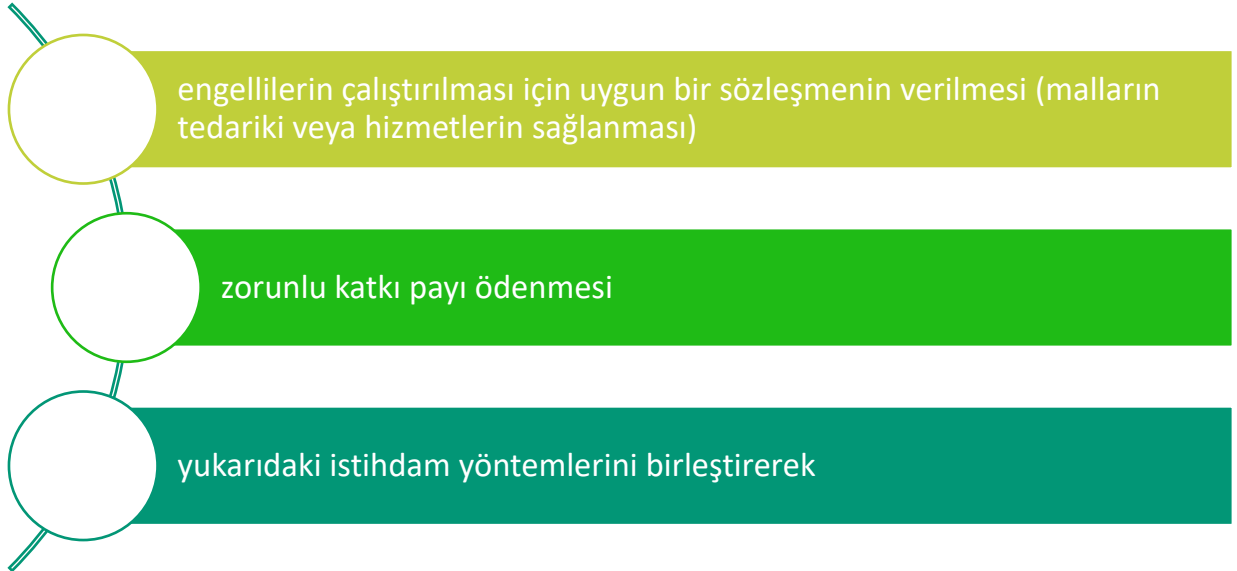 engellilerin çalıştırılması için uygun bir sözleşmenin verilmesi (malların
tedariki veya hizmetlerin sağlanması)
zorunlu katkı payı ödenmesi
yukarıdaki istihdam yöntemlerini birleştirerek